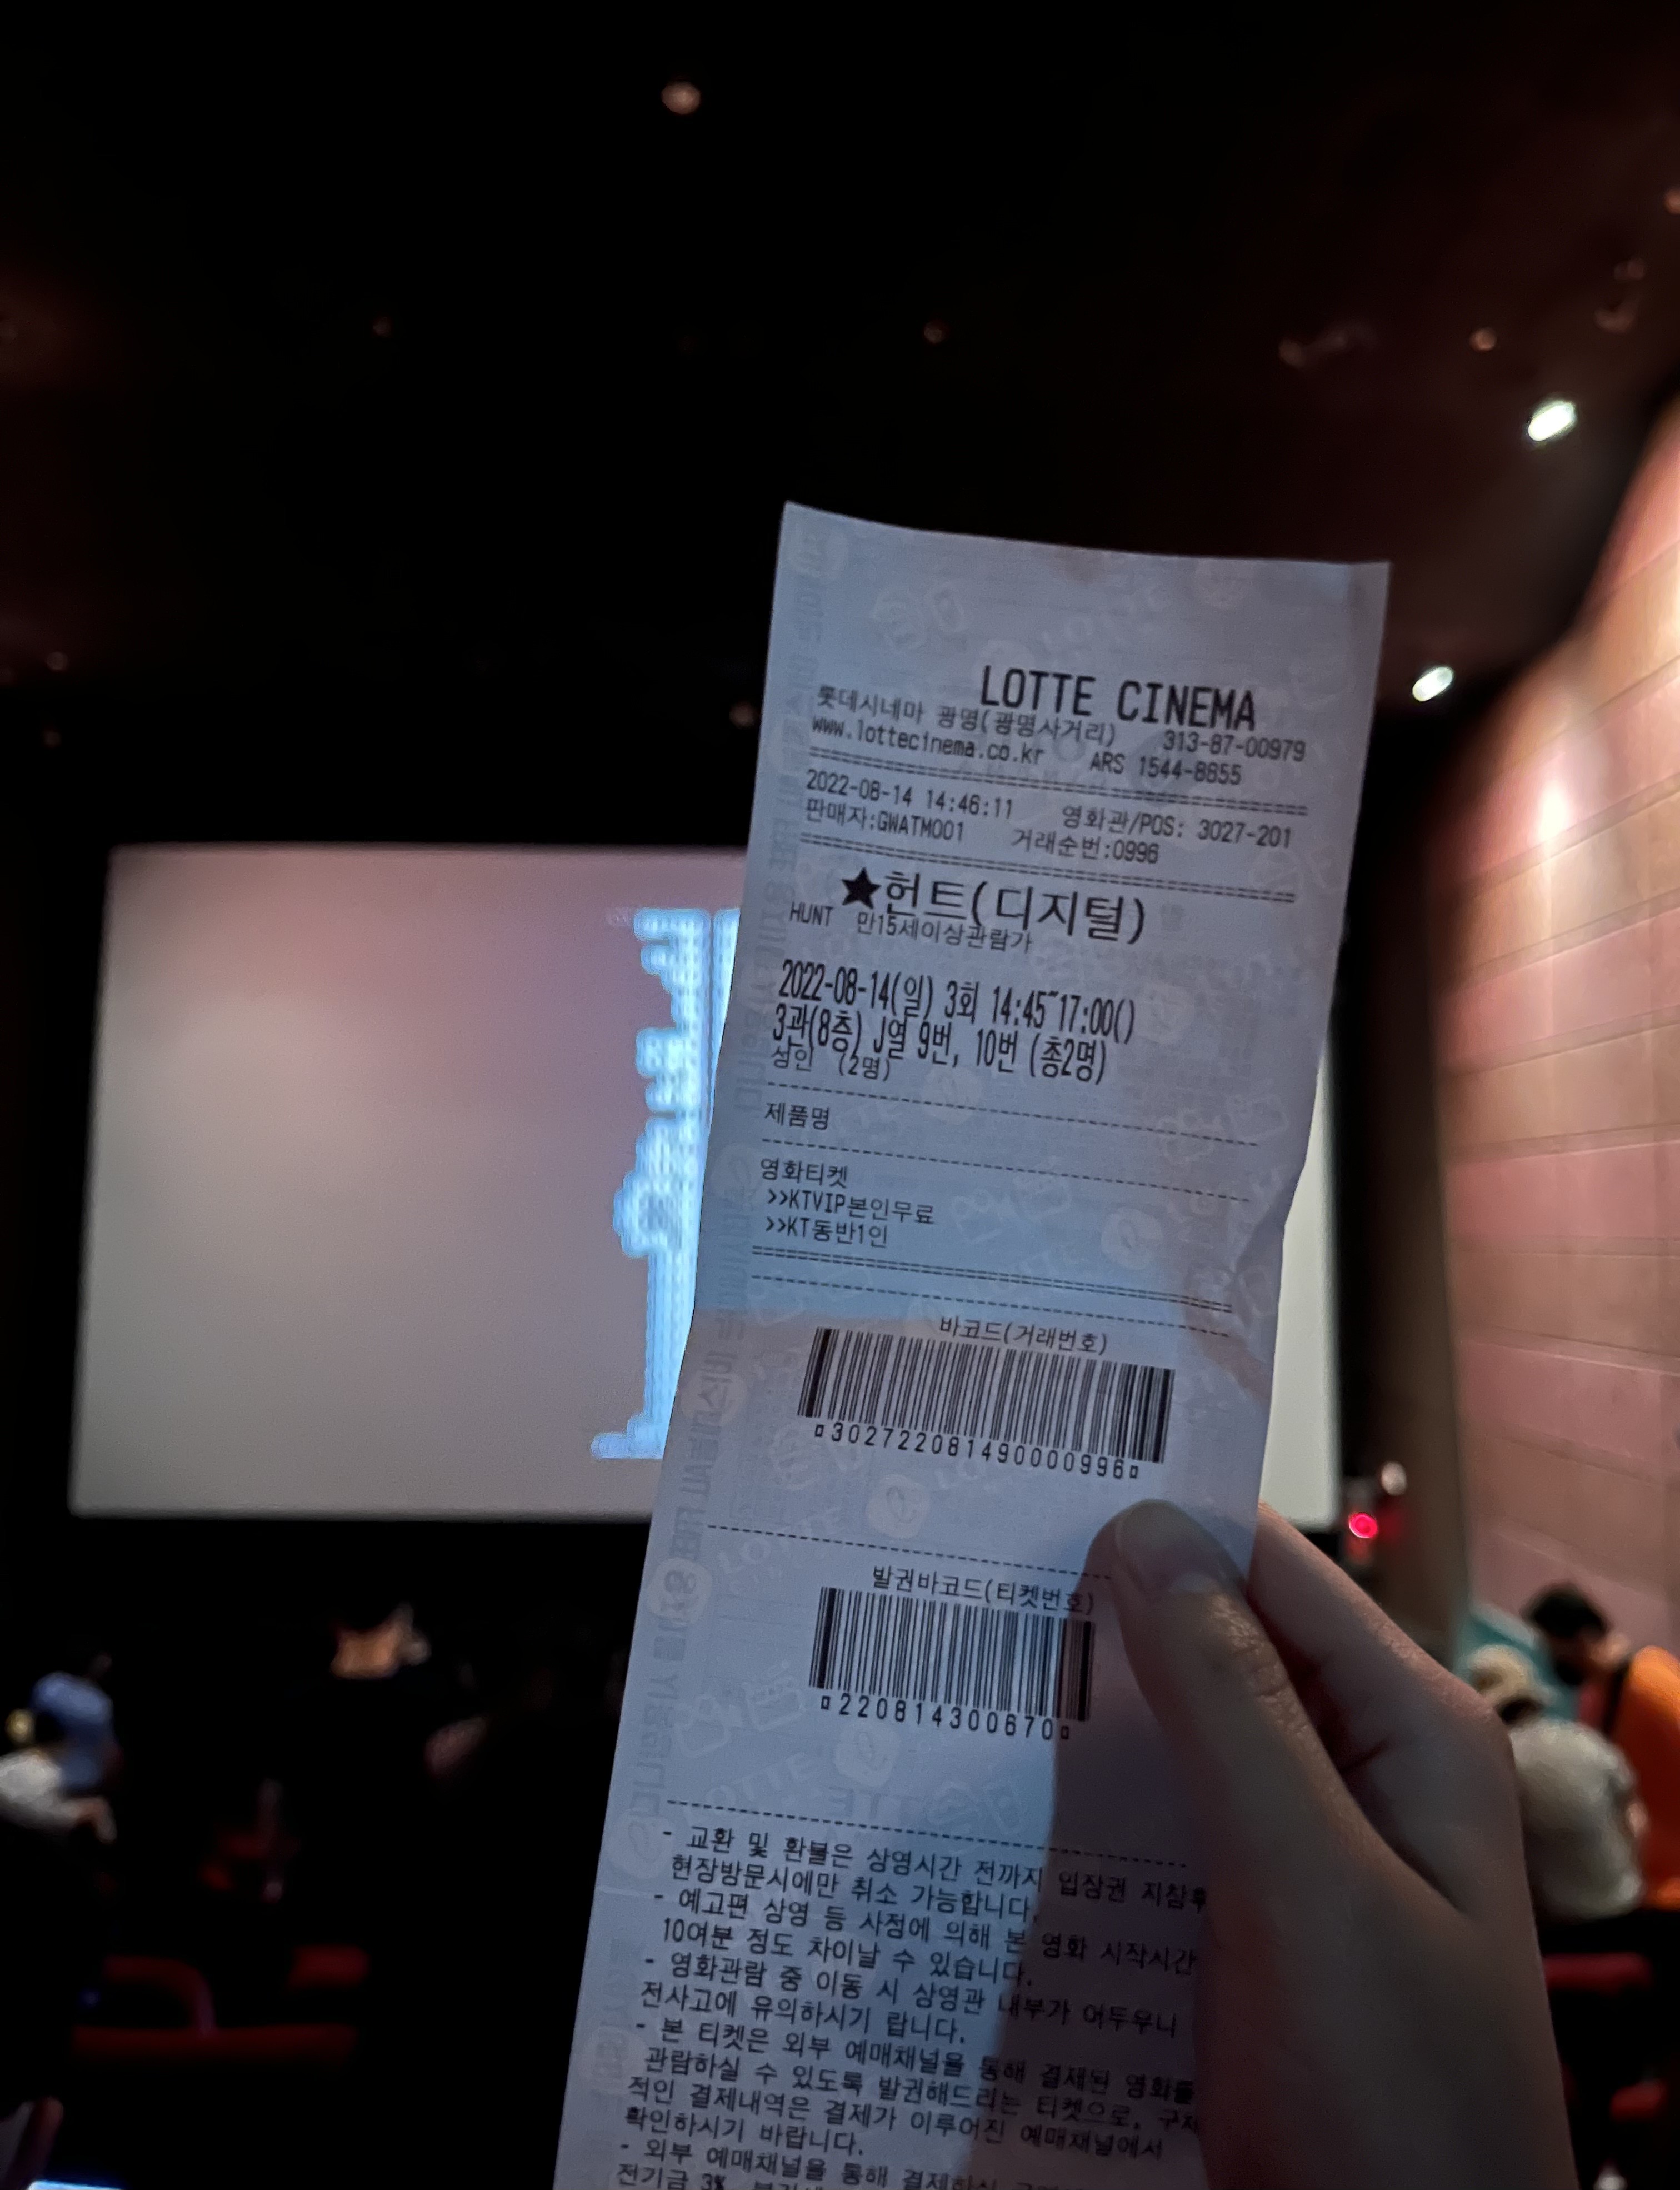 LOTTE CINEMA
롯데시네마 광명(광명사거리) 313-87-00979
www.lottecinema.co.kr ARS 1544-8855
2022-08-14 14:46:11 영화관/POS: 3027-201
판매자:GWATM001 거래순번:0996
★헌트(디지털)
HUNT 만15세이상관람가
2022-08-14(일) 3회 14:45~17:00()
3관(8층) J열 9번, 10번 (총2명)
성인 (2명)
제품명
영화티켓
>>KTVIP본인무료
>>KT동반1인
바코드(거래번호)
302722081490000996
발권바코드(티켓번호)
220814300670
- 교환 및 환불은 상영시간 전까지 입장권 지참후
현장방문시에만 취소 가능합니다.
- 예고편 상영 등 사정에 의해 본 영화 시작시간
10여분 정도 차이날 수 있습니다.
- 영화관람 중 이동 시 상영관 내부가 어두우니
전사고에 유의하시기 랍니다.
- 본 티켓은 외부 예매채널을 통해 결제된 영화를
관람하실 수 있도록 발권해드리는 티켓으로, 구체
적인 결제내역은 결제가 이루어진 예매채널에서
확인하시기 바랍니다.
- 외부 예매채널을 통해 결제하신
전기금 3%